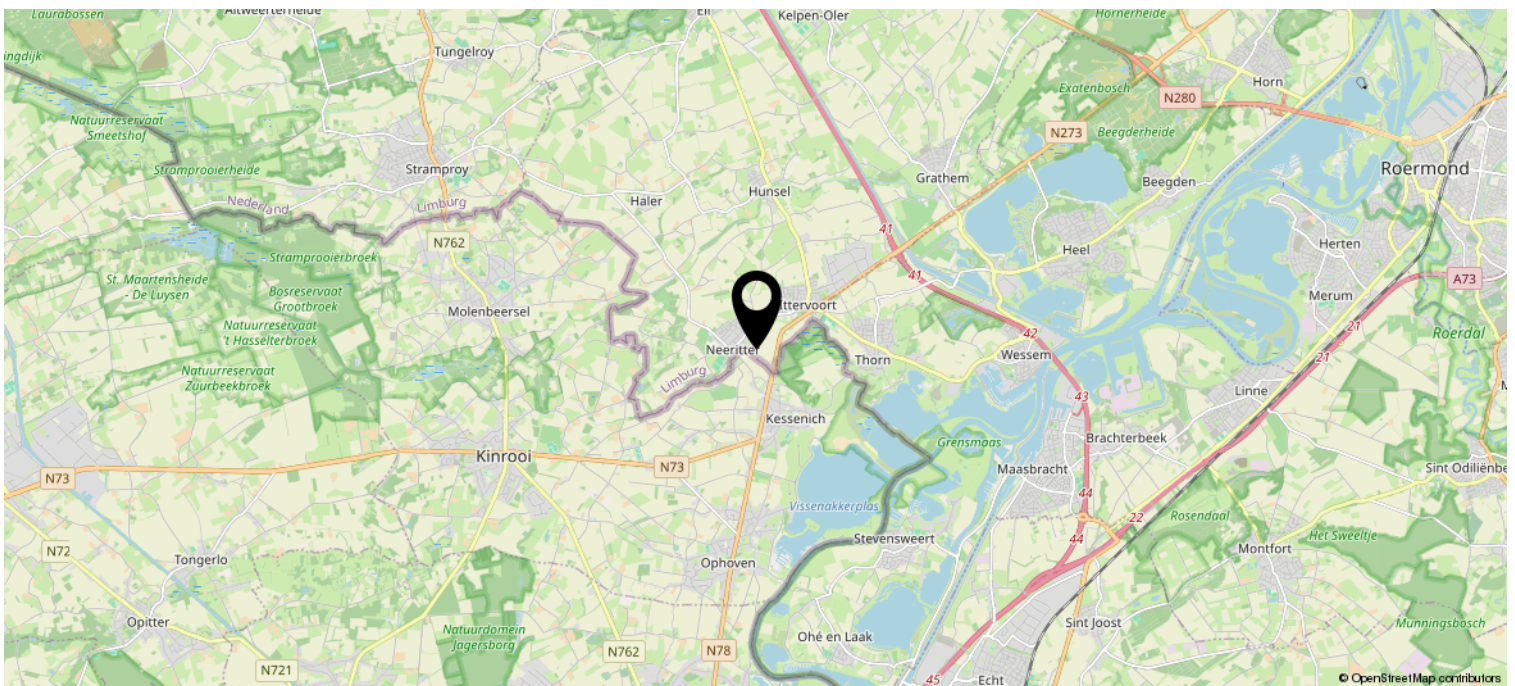 Laurabossen
Altweerterheide
Ell
Kelpen-Oler
Hornerheide
ingdijk
Tungelroy
Exatenbosch
Horn
N280
Natuurreservaat
Smeetshof
N273
Beegderheide
Stramprooierheide
Stramproy
Roermond
Grathem
Beegden
Nederland
Limburg
Haler
Hunsel
41
N762
Heel
Herten
Stramprooierbroek
St. Maartensheide
- De Luysen
Bosreservaat
Grootbroek
41
A73
Molenbeersel
ttervoort
Merum
Natuurreservaat
't Hasselterbroek
42
21
Roerdal
Neeritter
Thorn
Wessem
21
Natuurreservaat
Zuurbeekbroek
Limburg
43
Linne
Kessenich
Grensmaas
Brachterbeek
Kinrooi
N73
N73
Maasbracht
Sint Odiliënbe
44
Vissenakkerplas
22
Rosendaal
Het Sweeltje
N72
Stevensweert
44
Montfort
Tongerlo
Ophoven
Opitter
Natuurdomein
Jagersborg
Ohé en Laak
Sint Joost
Munningsbosch
N721
N762
N78
45
Echt
© OpenStreetMap contributors